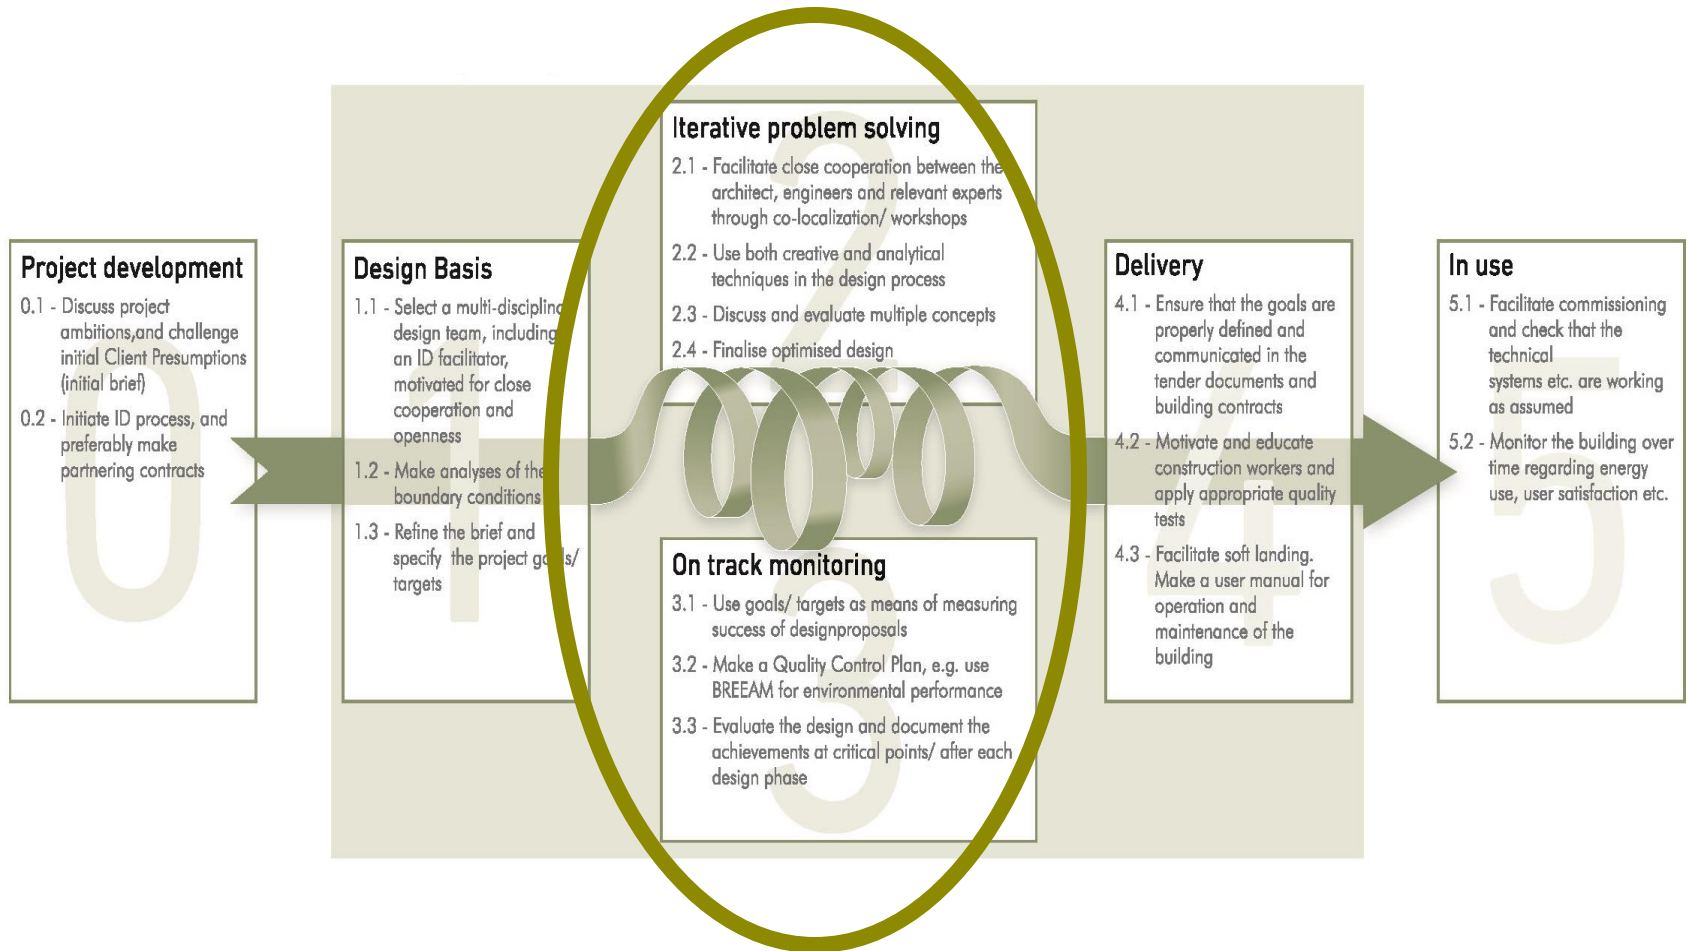 Project development
0.1 - Discuss project
ambitions,and challenge
initial Client Presumptions
(initial brief)
0.2 - Initiate ID process, and
preferably make
partnering contracts
0
Design Basis
1.1 - Select a multi-disciplin
design team, including
an ID facilitator,
motivated for close
cooperation and
openness
1.2 - Make analyses of the
boundary conditions
1.3 - Refine the brief and
specify the project goals/
targets
1
Iterative problem solving
2.1 - Facilitate close cooperation between the
architect, engineers and relevant experts
through co-localization/ workshops
2.2 - Use both creative and analytical
techniques in the design process
2.3 - Discuss and evaluate multiple concepts
2.4 - Finalise optimised design
2
On track monitoring
3.1 - Use goals/ targets as means of measuring
success of designproposals
3.2 - Make a Quality Control Plan, e.g. use
BREEAM for environmental performance
3.3 - Evaluate the design and document the
achievements at critical points/ after each
design phase
3
Delivery
4.1 - Ensure that the goals are
properly defined and
communicated in the
tender documents and
building contracts
4.2 - Motivate and educate
construction workers and
apply appropriate quality
tests
4.3 - Facilitate soft landing.
Make a user manual for
operation and
maintenance of the
building
4
In use
5.1 - Facilitate commissioning
and check that the
technical
systems etc. are working
as assumed
5.2 - Monitor the building over
time regarding energy
use, user satisfaction etc.
5